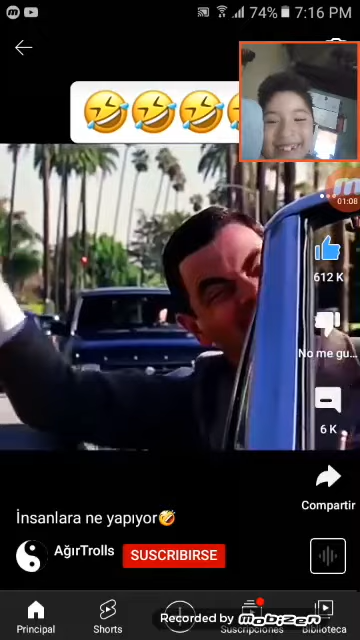 74% 7:16 PM
01:08
612 K
No me gu...
6 K
Compartir
İnsanlara ne yapıyor🤣
AğırTrolls
SUSCRIBIRSE
Principal
Shorts
Suscripciones
Biblioteca
Recorded by
mobizen